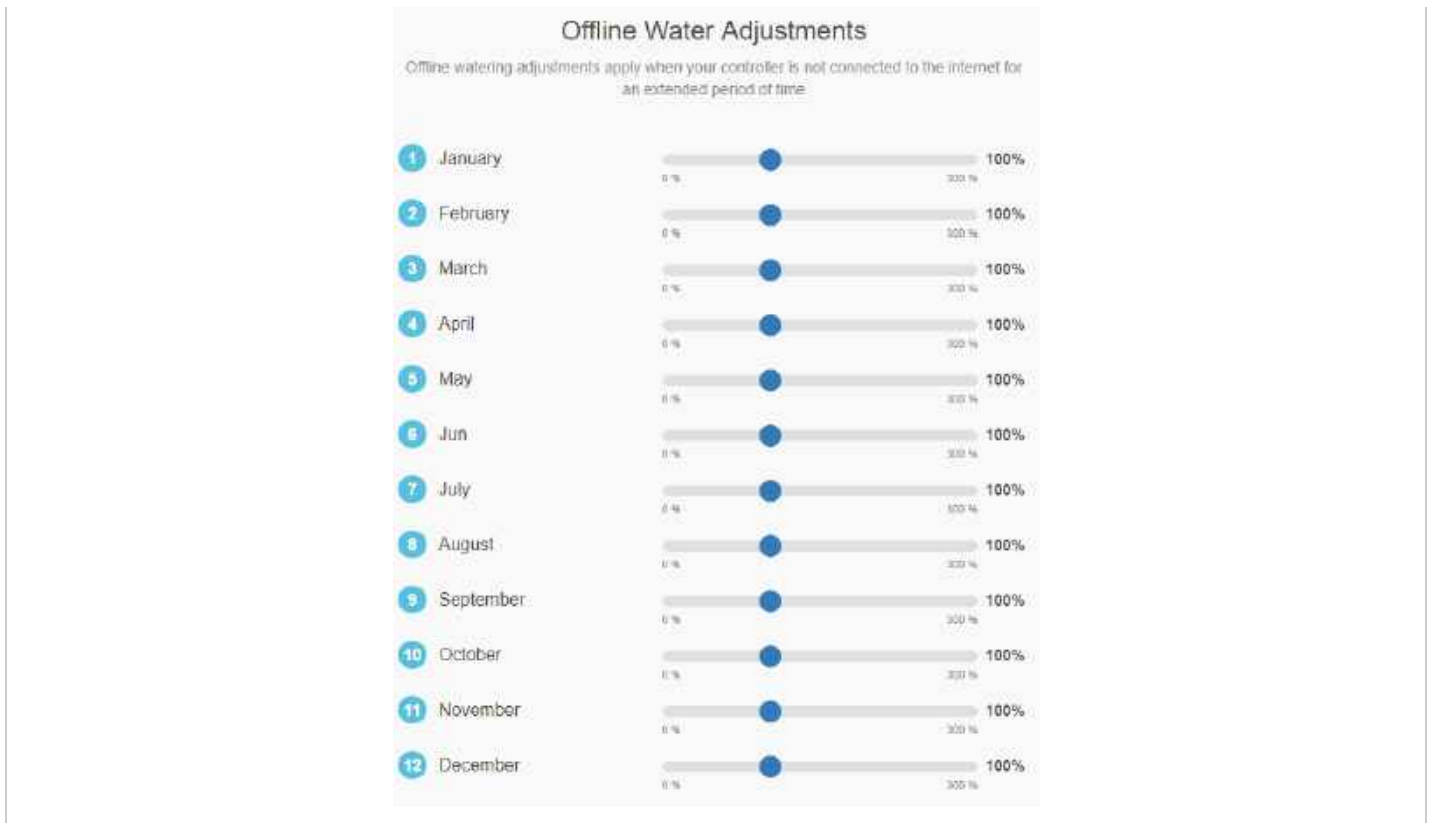 Offline Water Adjustments
Offline watering adjustments apply when your controller is not connected to the internet for
an extended period of time
1 January 100%
0 % 300 %
2 February 100%
0 % 300 %
3 March 100%
0 % 300 %
4 April 100%
0 % 300 %
5 May 100%
0 % 300 %
6 Jun 100%
0 % 300 %
7 July 100%
0 % 300 %
8 August 100%
0 % 300 %
9 September 100%
0 % 300 %
10 October 100%
0 % 300 %
11 November 100%
0 % 300 %
12 December 100%
0 % 300 %